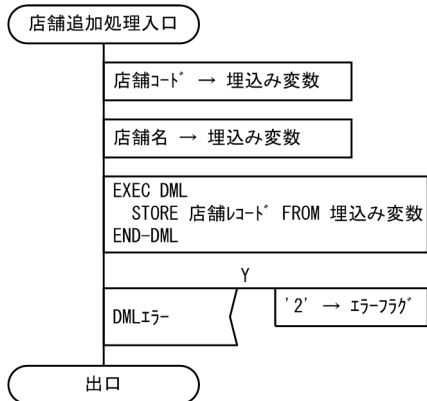 店舗追加処理入口
店舗ｺｰﾄﾞ → 埋込み変数
店舗名 → 埋込み変数
EXEC DML
STORE 店舗ﾚｺｰﾄﾞ FROM 埋込み変数
END-DML
Y
DMLｴﾗｰ
'2' → ｴﾗｰﾌﾗｸﾞ
出口